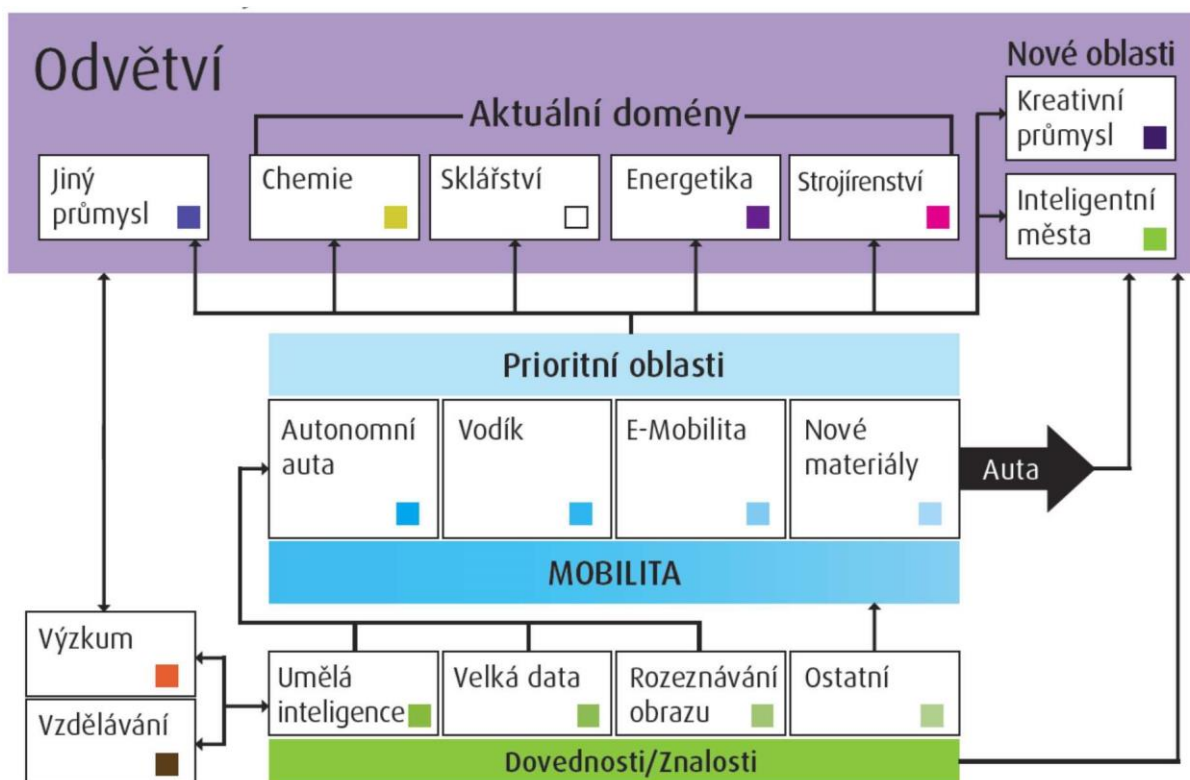 Odvětví
Nové oblasti
Aktuální domény
Kreativní
průmysl
Jiný
průmysl
Chemie
Sklářství
Energetika
Strojírenství
Inteligentní
města
Prioritní oblasti
Autonomní
auta
Vodík
E-Mobilita
Nové
materiály
Auta
MOBILITA
Výzkum
Vzdělávání
Umělá
inteligence
Velká data
Rozeznávání
obrazu
Ostatní
Dovednosti/Znalosti